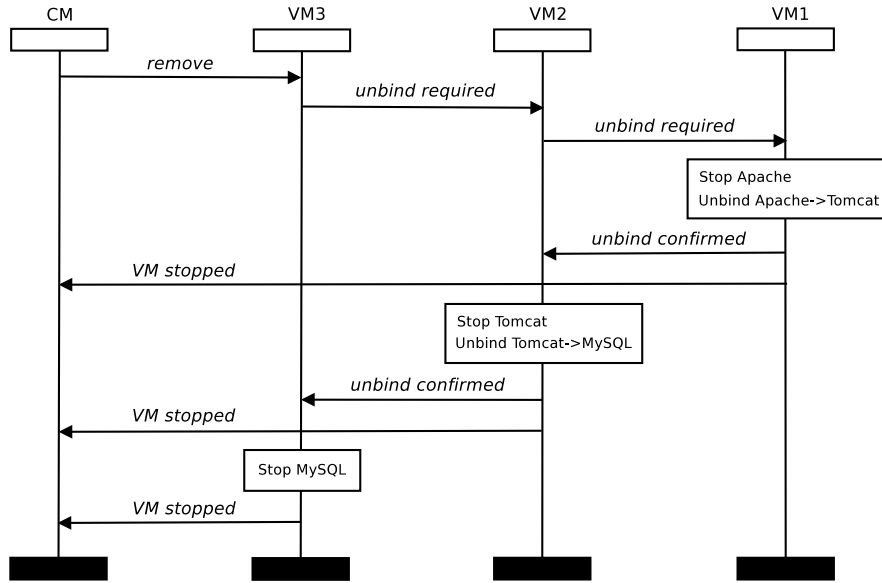 CM
VM3
VM2
VM1
remove
unbind required
unbind required
Stop Apache
Unbind Apache->Tomcat
unbind confirmed
VM stopped
Stop Tomcat
Unbind Tomcat->MySQL
unbind confirmed
VM stopped
Stop MySQL
VM stopped